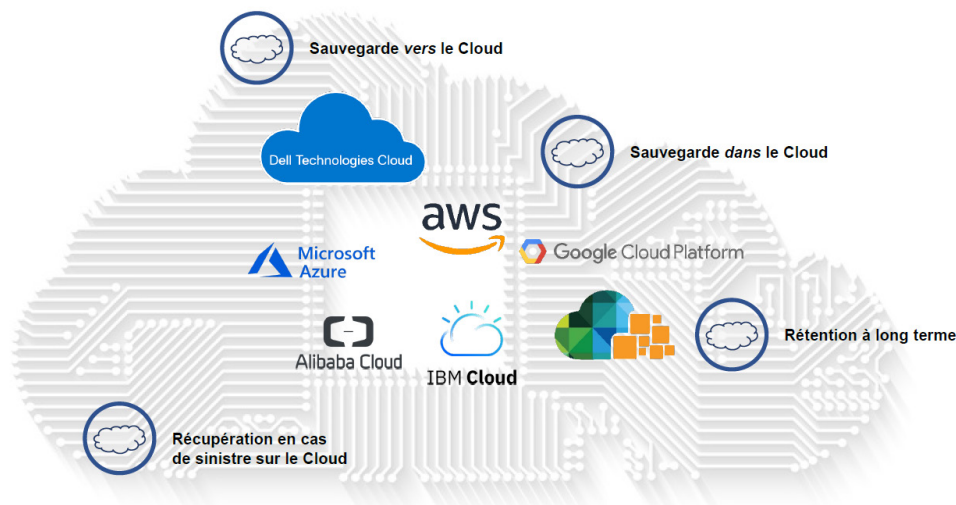 Sauvegarde vers le Cloud
Dell Technologies Cloud
Sauvegarde dans le Cloud
aws
Microsoft
Azure
Google Cloud Platform
Alibaba Cloud
IBM Cloud
Rétention à long terme
Récupération en cas
de sinistre sur le Cloud